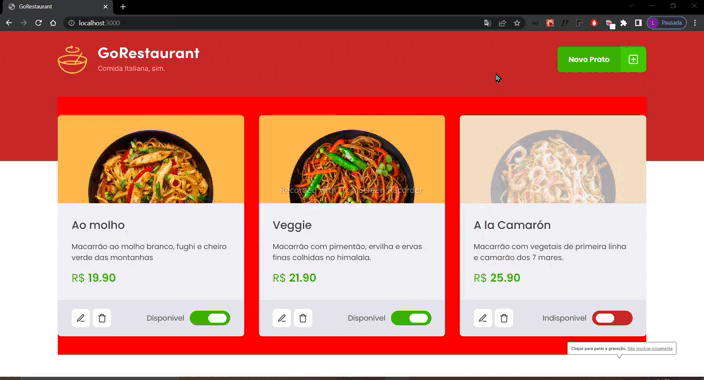 GoRestaurant
localhost:3000
Pausada
GoRestaurant
Comida Italiana, sim.
Novo Prato
Ao molho
Macarrão ao molho branco, fughi e cheiro
verde das montanhas
R$ 19.90
Disponível
Veggie
Macarrão com pimentão, ervilha e ervas
finas colhidas no himalaia.
R$ 21.90
Disponível
A la Camarón
Macarrão com vegetais de primeira linha
e camarão dos 7 mares.
R$ 25.90
Indisponível
Clique para parar a gravação. Não mostrar novamente